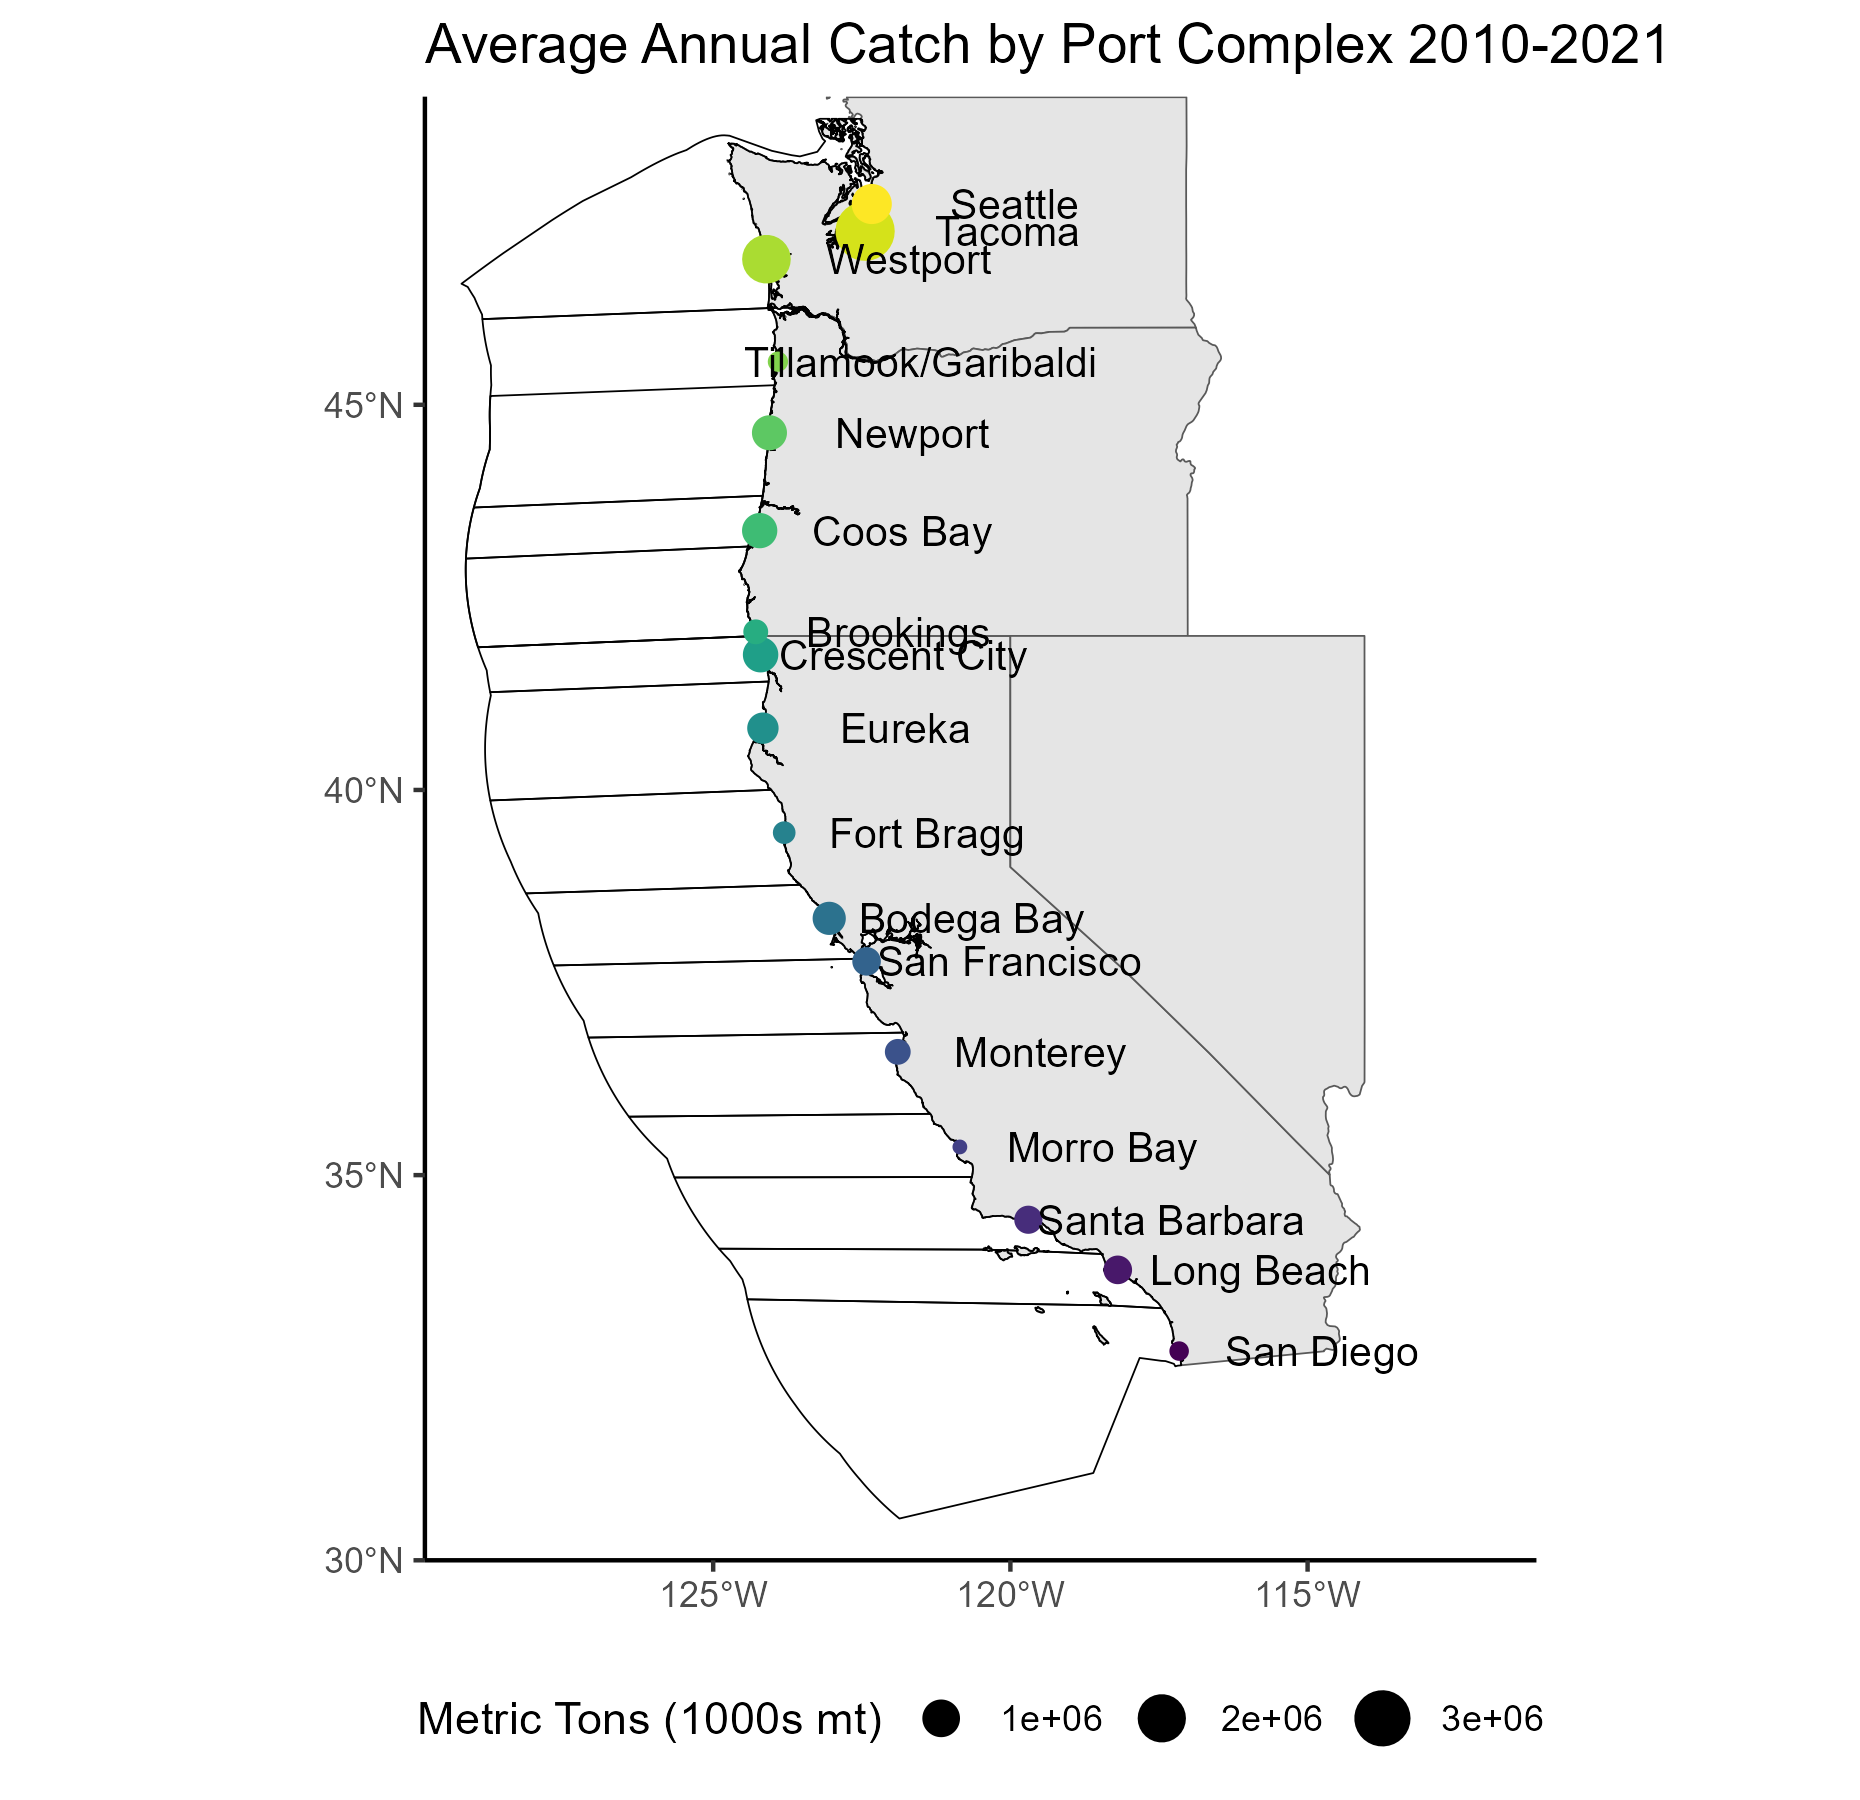 Average Annual Catch by Port Complex 2010-2021
Seattle
Tacoma
Westport
Tillamook/Garibaldi
45°N
Newport
Coos Bay
Brookings
Crescent City
Eureka
40°N
Fort Bragg
Bodega Bay
San Francisco
Monterey
Morro Bay
35°N
Santa Barbara
Long Beach
San Diego
30°N
125°W 120°W 115°W
Metric Tons (1000s mt) 1e+06 2e+06 3e+06